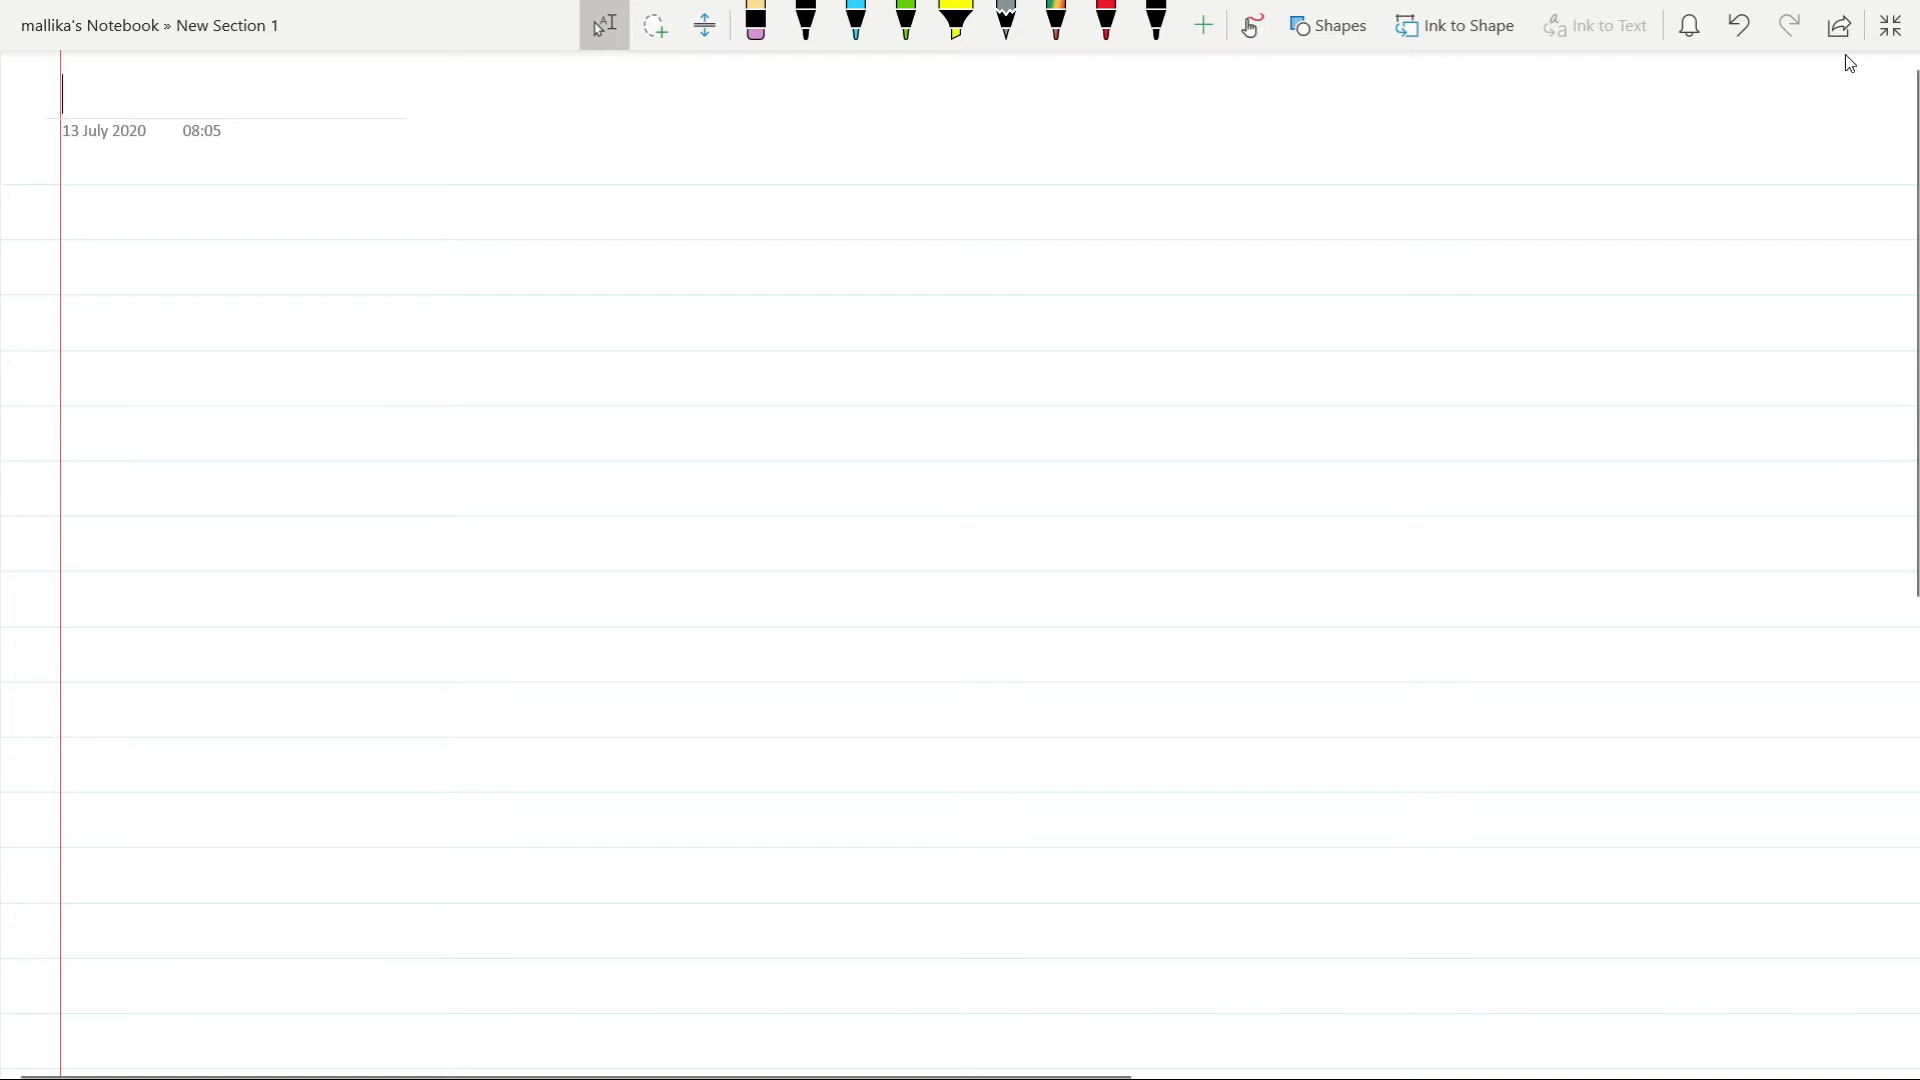 mallika's Notebook » New Section 1 Shapes Ink to Shape Ink to Text
13 July 2020 08:05